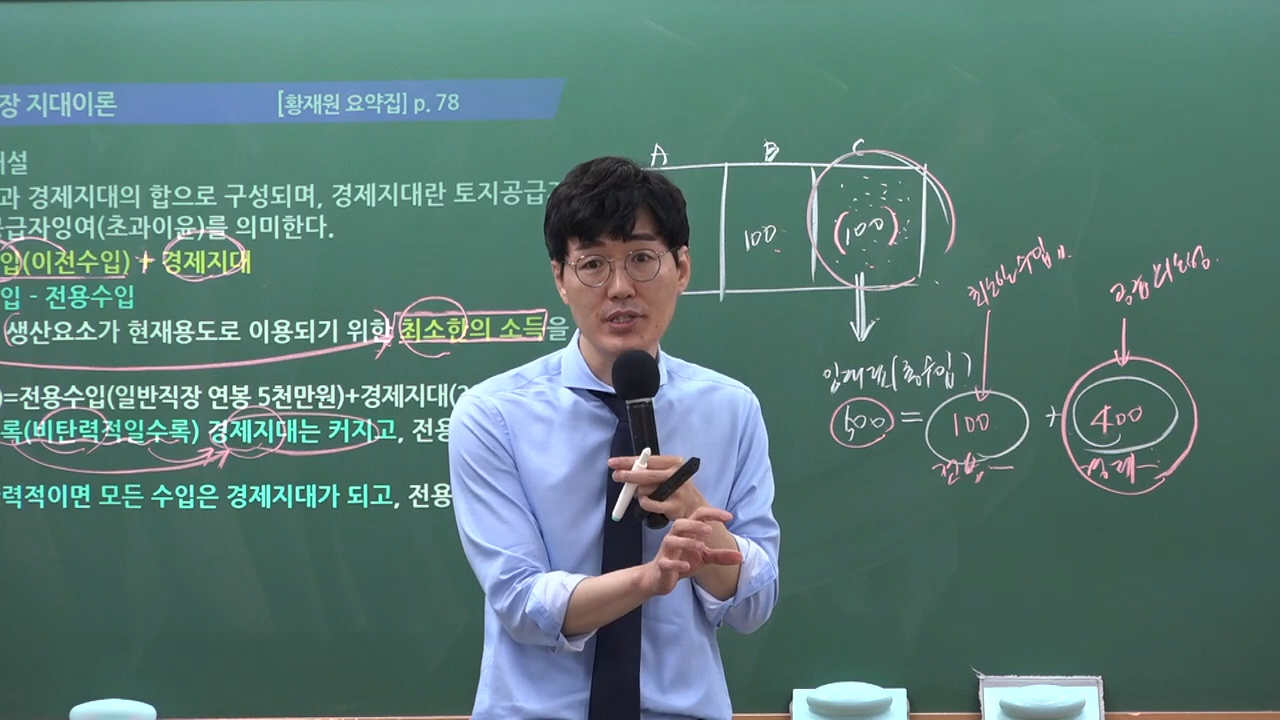 장 지대이론
[황재원 요약집] p. 78
해설
과 경제지대의 합으로 구성되며, 경제지대란 토지공급
공급자잉여(초과이윤)를 의미한다.
입(이전수입) + 경제지대
입 - 전용수입
생산요소가 현재용도로 이용되기 위한 최소한의 소득을
)=전용수입(일반직장 연봉 5천만원)+경제지대(
록(비탄력적일수록) 경제지대는 커지고, 전용
력적이면 모든 수입은 경제지대가 되고, 전용
A B C
100 (100)
최소한 수입
임대료(총수입)
500 = 100 + 400
전용 경제